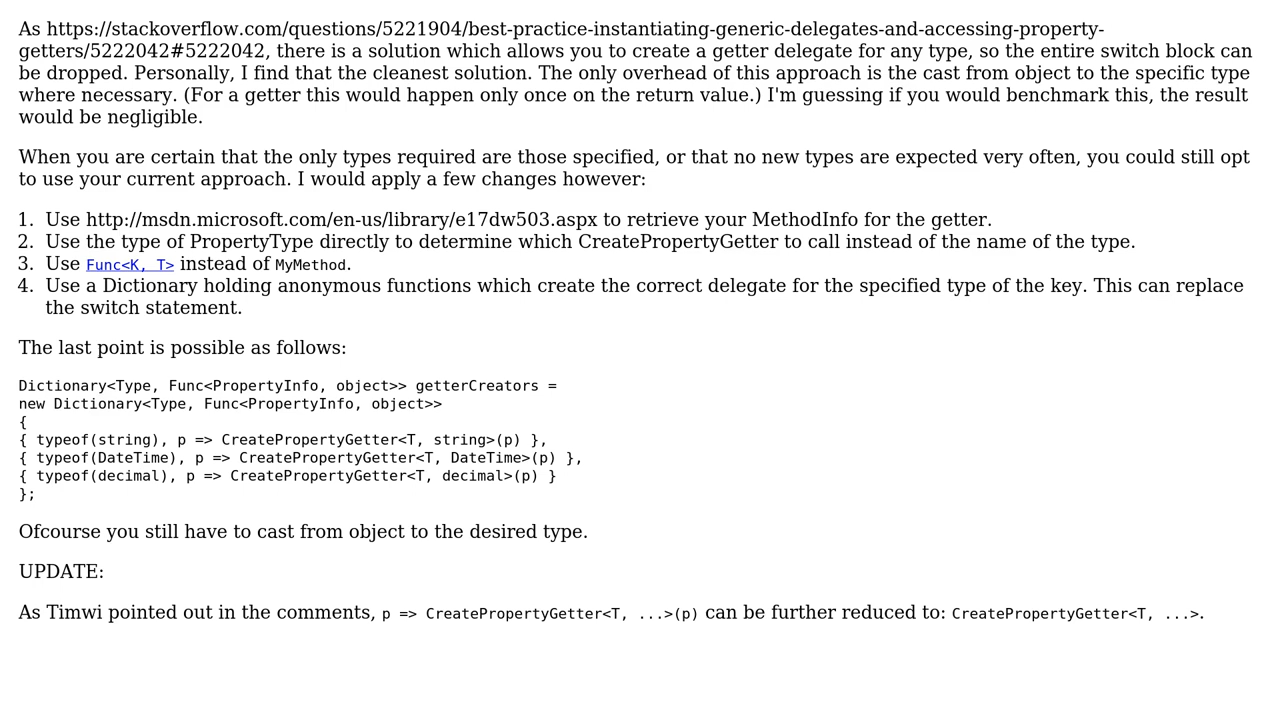 As https://stackoverflow.com/questions/5221904/best-practice-instantiating-generic-delegates-and-accessing-property-
getters/5222042#5222042, there is a solution which allows you to create a getter delegate for any type, so the entire switch block can
be dropped. Personally, I find that the cleanest solution. The only overhead of this approach is the cast from object to the specific type
where necessary. (For a getter this would happen only once on the return value.) I'm guessing if you would benchmark this, the result
would be negligible.
When you are certain that the only types required are those specified, or that no new types are expected very often, you could still opt
to use your current approach. I would apply a few changes however:
1. Use http://msdn.microsoft.com/en-us/library/e17dw503.aspx to retrieve your MethodInfo for the getter.
2. Use the type of PropertyType directly to determine which CreatePropertyGetter to call instead of the name of the type.
3. Use Func<K, T> instead of MyMethod.
4. Use a Dictionary holding anonymous functions which create the correct delegate for the specified type of the key. This can replace
the switch statement.
The last point is possible as follows:
Dictionary<Type, Func<PropertyInfo, object>> getterCreators =
new Dictionary<Type, Func<PropertyInfo, object>>
{
{ typeof(string), p => CreatePropertyGetter<T, string>(p) },
{ typeof(DateTime), p => CreatePropertyGetter<T, DateTime>(p) },
{ typeof(decimal), p => CreatePropertyGetter<T, decimal>(p) }
};
Ofcourse you still have to cast from object to the desired type.
UPDATE:
As Timwi pointed out in the comments, p => CreatePropertyGetter<T, ...>(p) can be further reduced to: CreatePropertyGetter<T, ...>.